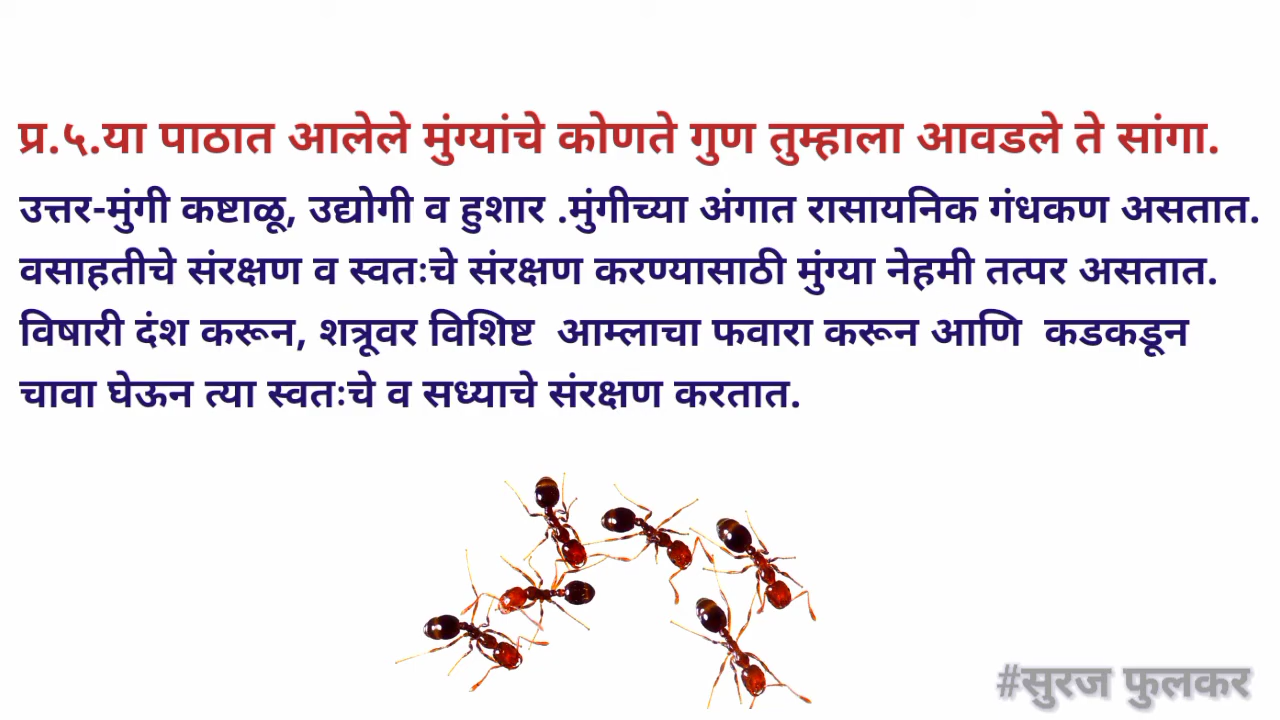 प्र.५.या पाठात आलेले मुंग्यांचे कोणते गुण तुम्हाला आवडले ते सांगा.
उत्तर-मुंगी कष्टाळू, उद्योगी व हुशार .मुंगीच्या अंगात रासायनिक गंधकण असतात.
वसाहतीचे संरक्षण व स्वतःचे संरक्षण करण्यासाठी मुंग्या नेहमी तत्पर असतात.
विषारी दंश करून, शत्रूवर विशिष्ट आम्लाचा फवारा करून आणि कडकडून
चावा घेऊन त्या स्वतःचे व सध्याचे संरक्षण करतात.
#सुरज फुलकर